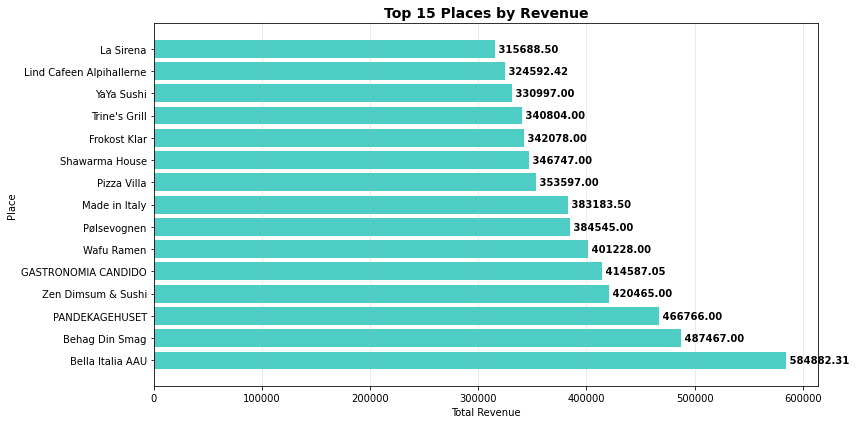 Top 15 Places by Revenue
La Sirena 315688.50
Lind Cafeen Alpihallerne 324592.42
YaYa Sushi 330997.00
Trine's Grill 340804.00
Frokost Klar 342078.00
Shawarma House 346747.00
Pizza Villa 353597.00
Made in Italy 383183.50
Pølsevognen 384545.00
Wafu Ramen 401228.00
GASTRONOMIA CANDIDO 414587.05
Zen Dimsum & Sushi 420465.00
PANDEKAGEHUSET 466766.00
Behag Din Smag 487467.00
Bella Italia AAU 584882.31
Place
0 100000 200000 300000 400000 500000 600000
Total Revenue